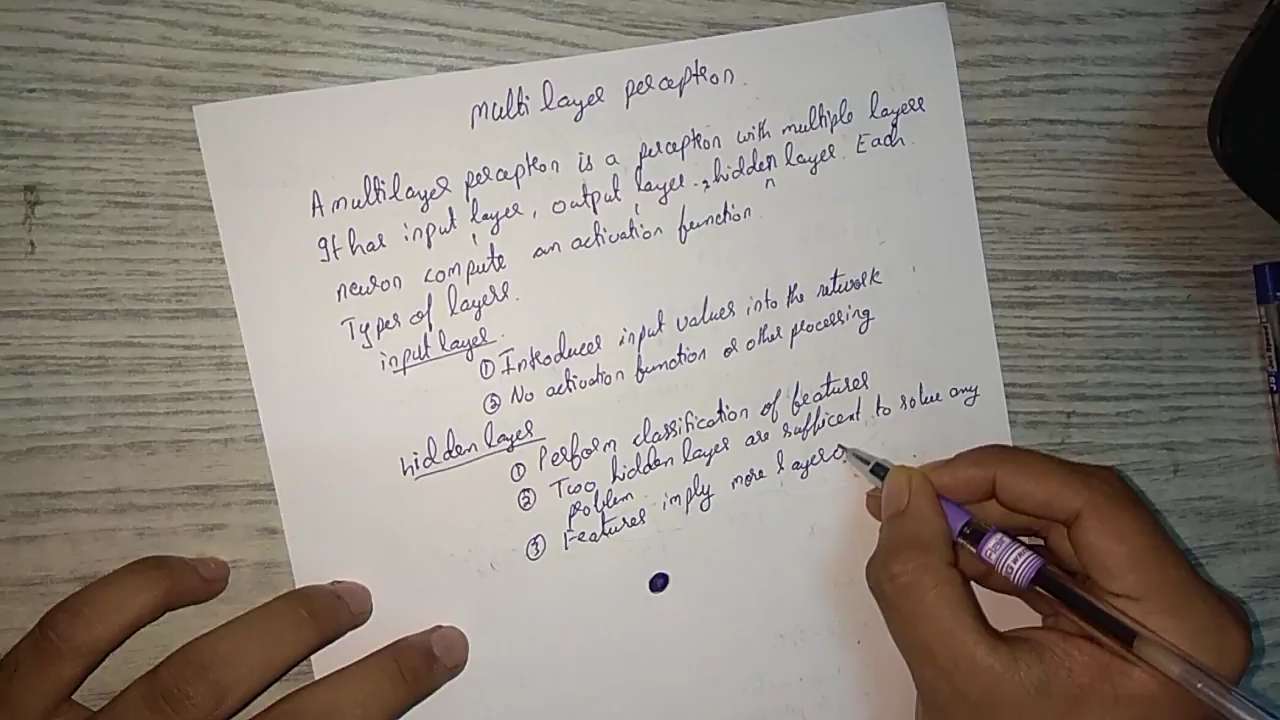 Multi layer perceptron.
A multilayer perceptron is a perceptron with multiple layers
It has input layer, output layer, hidden layer. Each
neuron compute an activation function.
Types of layers.
input layer.
① Introduces input values into the network
② No activation function or other processing
hidden layer
① Perform classification of features
② Two hidden layer are sufficent to solve any
problem.
③ Features imply more layers